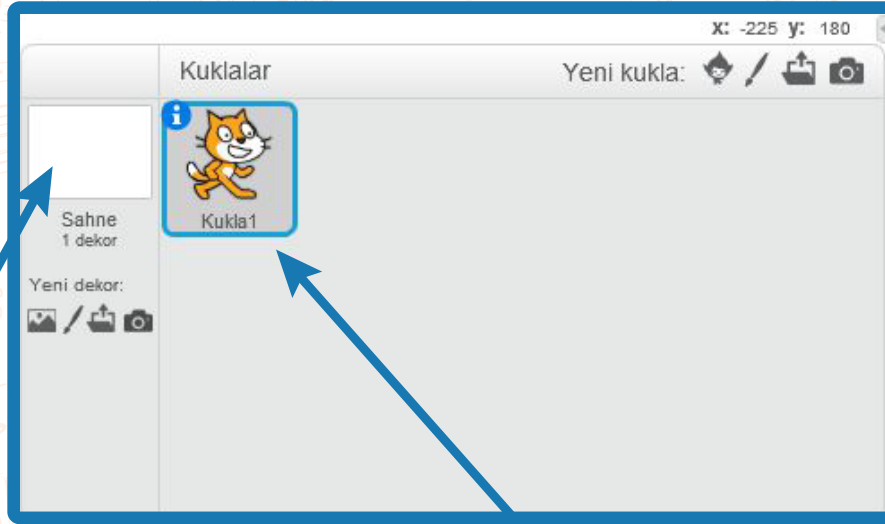 X: -225 y: 180
Kuklalar
Yeni kukla:
Kukla1
Sahne
1 dekor
Yeni dekor: